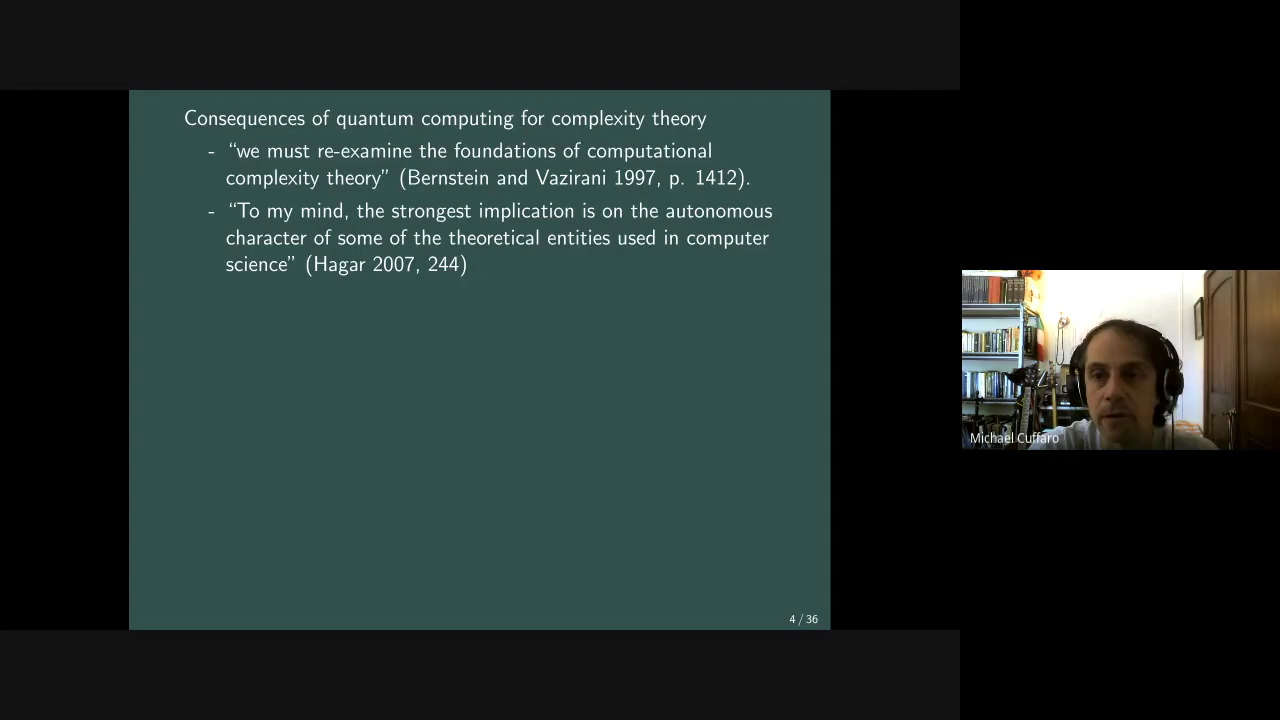 Consequences of quantum computing for complexity theory
- “we must re-examine the foundations of computational
complexity theory” (Bernstein and Vazirani 1997, p. 1412).
- “To my mind, the strongest implication is on the autonomous
character of some of the theoretical entities used in computer
science” (Hagar 2007, 244)
4 / 36
Michael Cuffaro